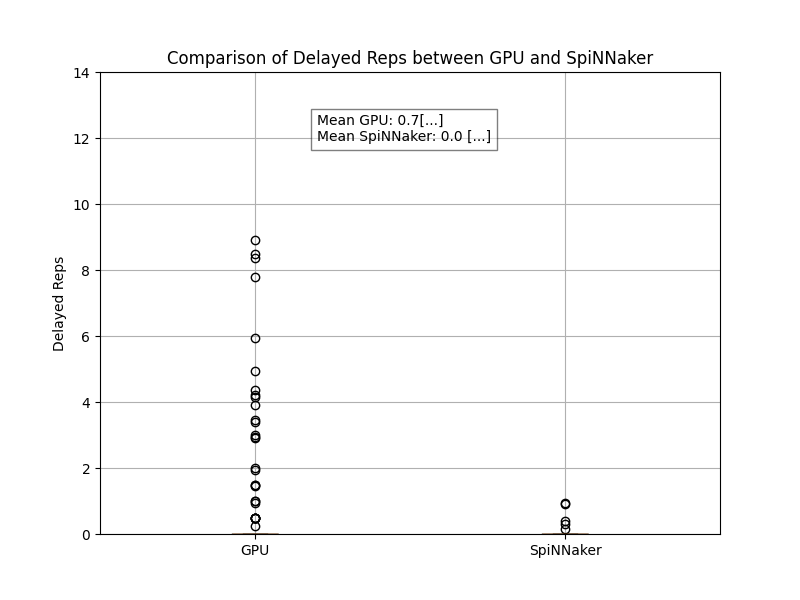 Comparison of Delayed Reps between GPU and SpiNNaker
14
Mean GPU: 0.7[...]
Mean SpiNNaker: 0.0 [...]
12
10
8
Delayed Reps
6
4
2
0
GPU
SpiNNaker